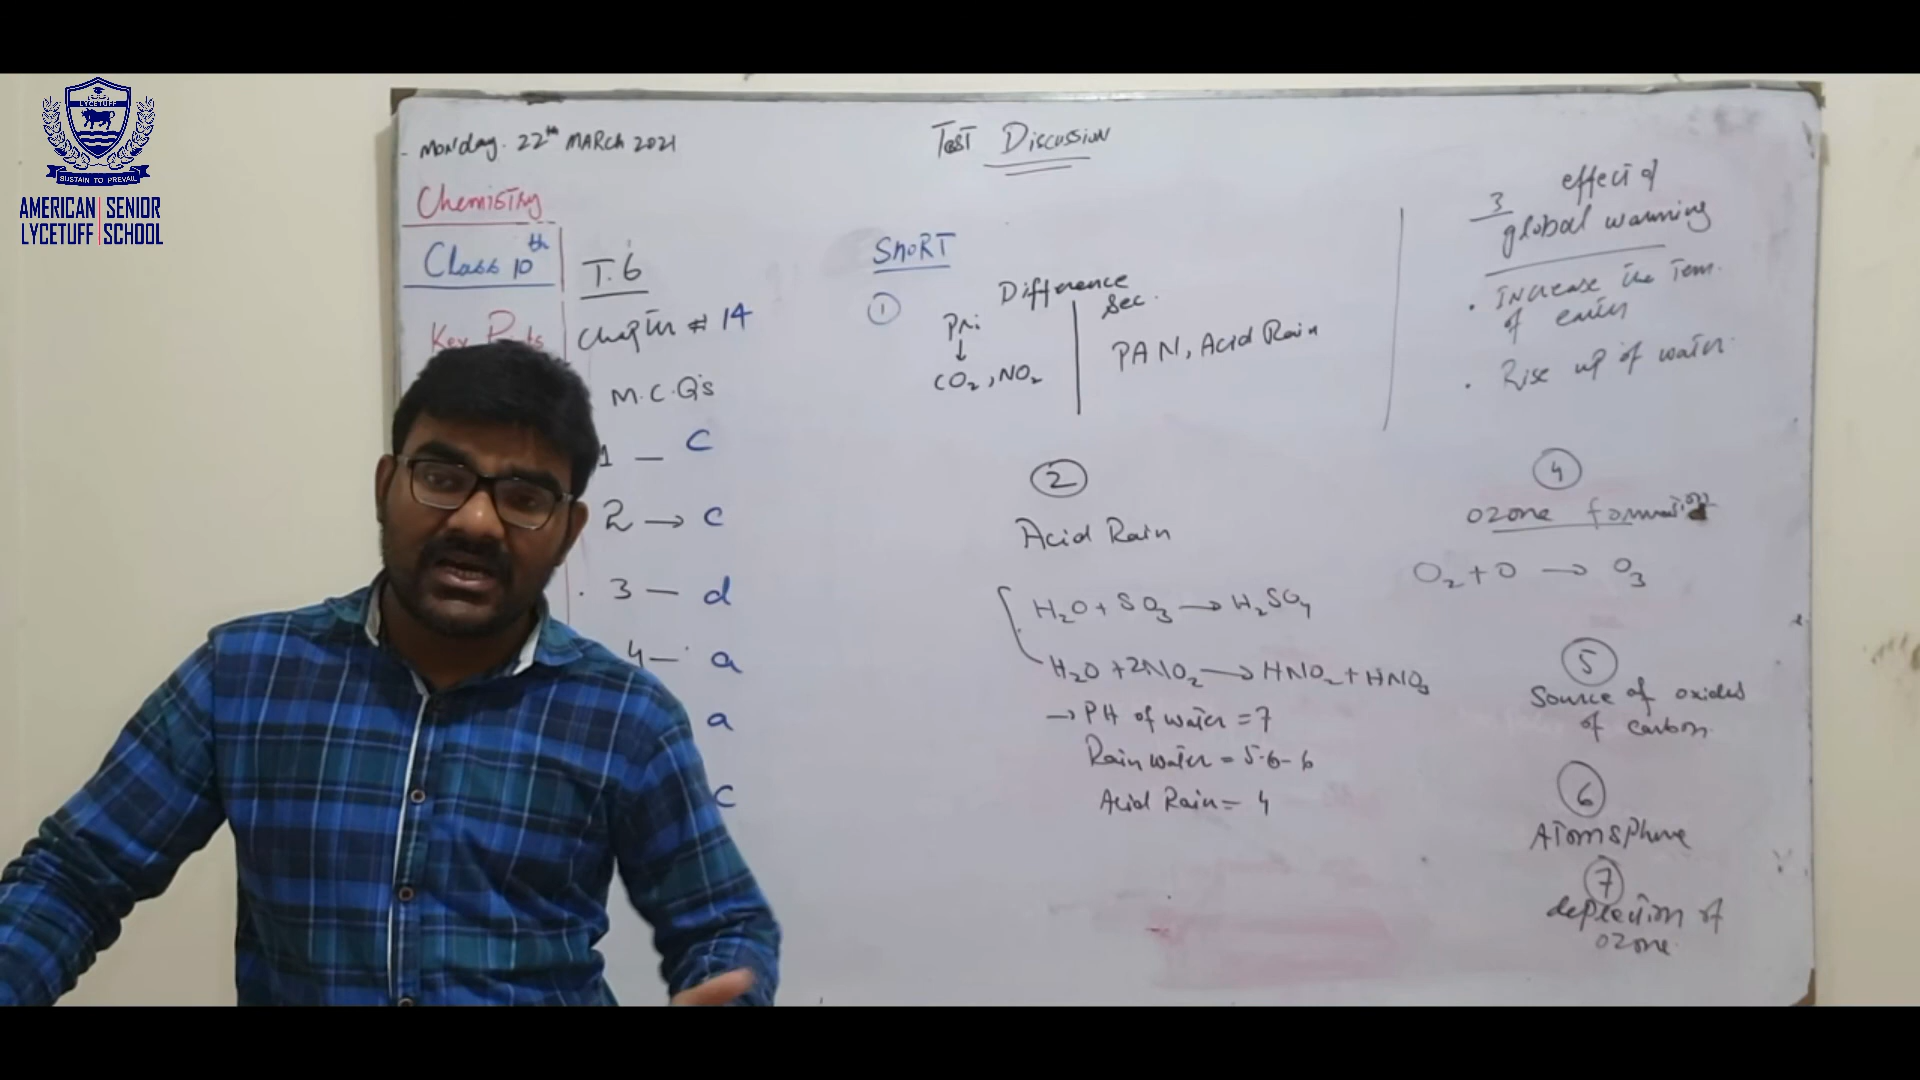 LYCETUFF
SUSTAIN TO PREVAIL
AMERICAN SENIOR
LYCETUFF SCHOOL
Monday. 22th MARCH 2021
Test Discussion
Chemistry
Class 10th
T.6
Chapter # 14
M.C.Q's
1 — C
2 → c
3 — d
4 — a
a
c
SHORT
1
Difference
Pri
Sec.
↓
CO2, NO2
PAN, Acid Rain
2
Acid Rain
H2O + SO3 → H2SO4
H2O + 2NO2 → HNO2 + HNO3
→ PH of water = 7
Rain water = 5.6-6
Acid Rain = 4
3 effect of
global warming
• Increase the Tem.
of earth
• Rise up of water
4
Ozone formation
O2 + O → O3
5
Source of oxides
of carbon
6
ATomsphere
7
depletion of
ozone